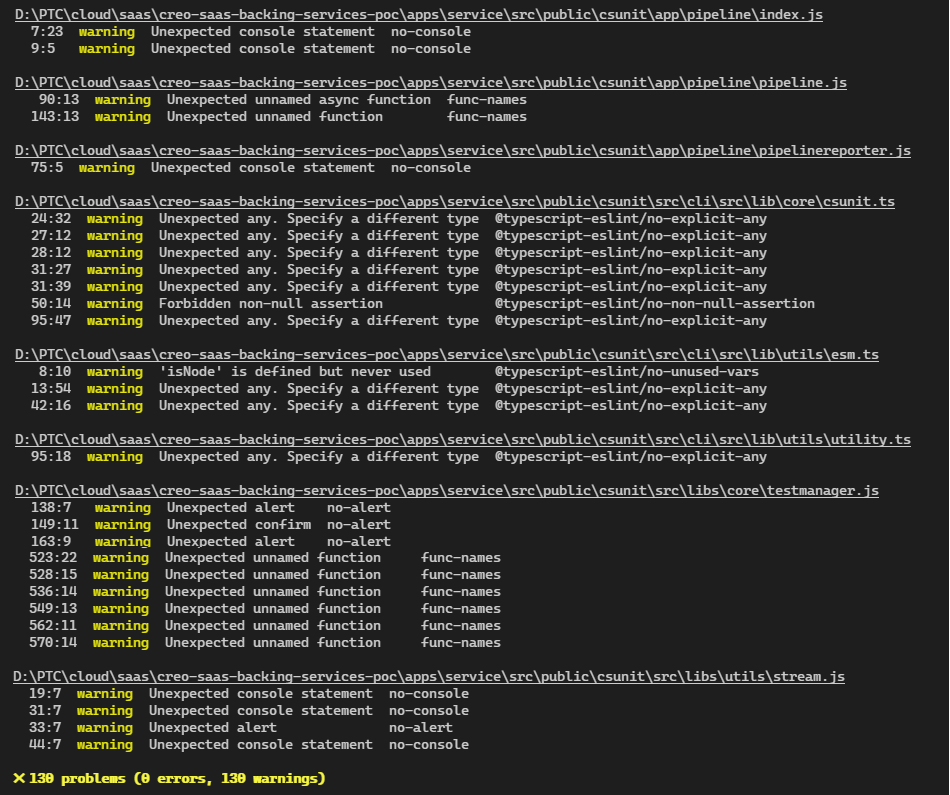 D:\PTC\cloud\saas\creo-saas-backing-services-poc\apps\service\src\public\csunit\app\pipeline\index.js
7:23 warning Unexpected console statement no-console
9:5 warning Unexpected console statement no-console
D:\PTC\cloud\saas\creo-saas-backing-services-poc\apps\service\src\public\csunit\app\pipeline\pipeline.js
90:13 warning Unexpected unnamed async function func-names
143:13 warning Unexpected unnamed function func-names
D:\PTC\cloud\saas\creo-saas-backing-services-poc\apps\service\src\public\csunit\app\pipeline\pipelinereporter.js
75:5 warning Unexpected console statement no-console
D:\PTC\cloud\saas\creo-saas-backing-services-poc\apps\service\src\public\csunit\src\cli\src\lib\core\csunit.ts
24:32 warning Unexpected any. Specify a different type @typescript-eslint/no-explicit-any
27:12 warning Unexpected any. Specify a different type @typescript-eslint/no-explicit-any
28:12 warning Unexpected any. Specify a different type @typescript-eslint/no-explicit-any
31:27 warning Unexpected any. Specify a different type @typescript-eslint/no-explicit-any
31:39 warning Unexpected any. Specify a different type @typescript-eslint/no-explicit-any
50:14 warning Forbidden non-null assertion @typescript-eslint/no-non-null-assertion
95:47 warning Unexpected any. Specify a different type @typescript-eslint/no-explicit-any
D:\PTC\cloud\saas\creo-saas-backing-services-poc\apps\service\src\public\csunit\src\cli\src\lib\utils\esm.ts
8:10 warning 'isNode' is defined but never used @typescript-eslint/no-unused-vars
13:54 warning Unexpected any. Specify a different type @typescript-eslint/no-explicit-any
42:16 warning Unexpected any. Specify a different type @typescript-eslint/no-explicit-any
D:\PTC\cloud\saas\creo-saas-backing-services-poc\apps\service\src\public\csunit\src\cli\src\lib\utils\utility.ts
95:18 warning Unexpected any. Specify a different type @typescript-eslint/no-explicit-any
D:\PTC\cloud\saas\creo-saas-backing-services-poc\apps\service\src\public\csunit\src\libs\core\testmanager.js
138:7 warning Unexpected alert no-alert
149:11 warning Unexpected confirm no-alert
163:9 warning Unexpected alert no-alert
523:22 warning Unexpected unnamed function func-names
528:15 warning Unexpected unnamed function func-names
536:14 warning Unexpected unnamed function func-names
549:13 warning Unexpected unnamed function func-names
562:11 warning Unexpected unnamed function func-names
570:14 warning Unexpected unnamed function func-names
D:\PTC\cloud\saas\creo-saas-backing-services-poc\apps\service\src\public\csunit\src\libs\utils\stream.js
19:7 warning Unexpected console statement no-console
31:7 warning Unexpected console statement no-console
33:7 warning Unexpected alert no-alert
44:7 warning Unexpected console statement no-console
✕ 130 problems (0 errors, 130 warnings)